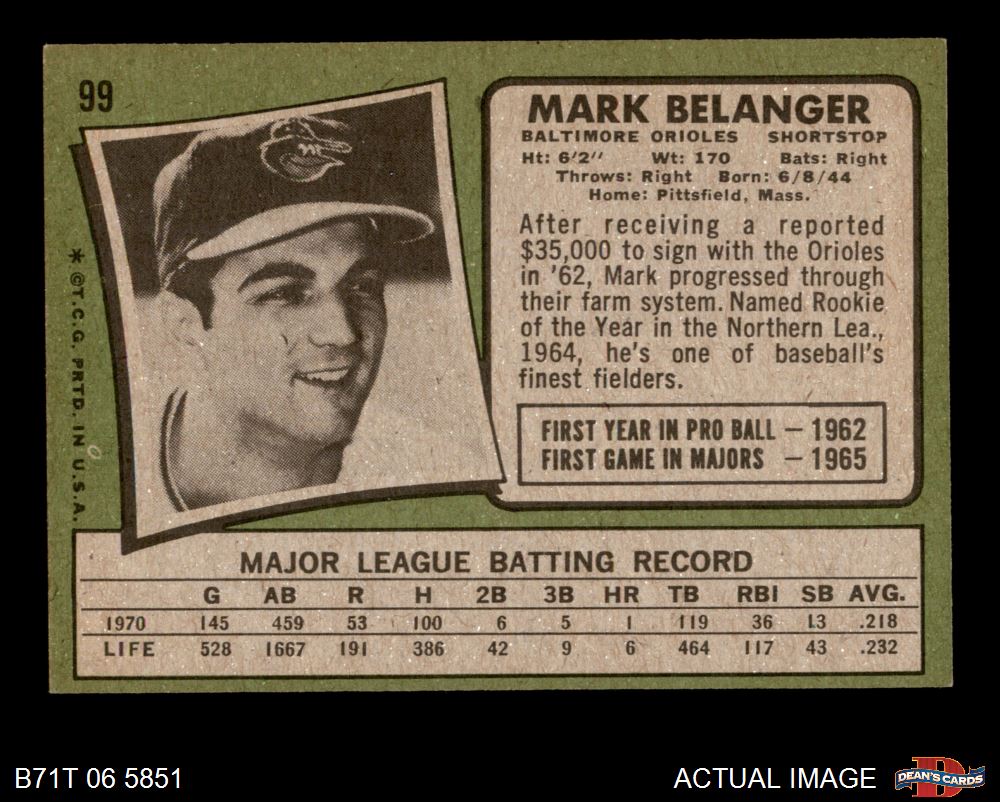 99
MARK BELANGER
BALTIMORE ORIOLES SHORTSTOP
Ht: 6'2" Wt: 170 Bats: Right
Throws: Right Born: 6/8/44
Home: Pittsfield, Mass.
After receiving a reported
$35,000 to sign with the Orioles
in '62, Mark progressed through
their farm system. Named Rookie
of the Year in the Northern Lea.,
1964, he's one of baseball's
finest fielders.
FIRST YEAR IN PRO BALL — 1962
FIRST GAME IN MAJORS — 1965
* ©T.C.G. PRTD. IN U.S.A.
MAJOR LEAGUE BATTING RECORD
G AB R H 2B 3B HR TB RBI SB AVG.
1970 145 459 53 100 6 5 1 119 36 13 .218
LIFE 528 1667 191 386 42 9 6 464 117 43 .232
B71T 06 5851
ACTUAL IMAGE
DEAN'S CARDS